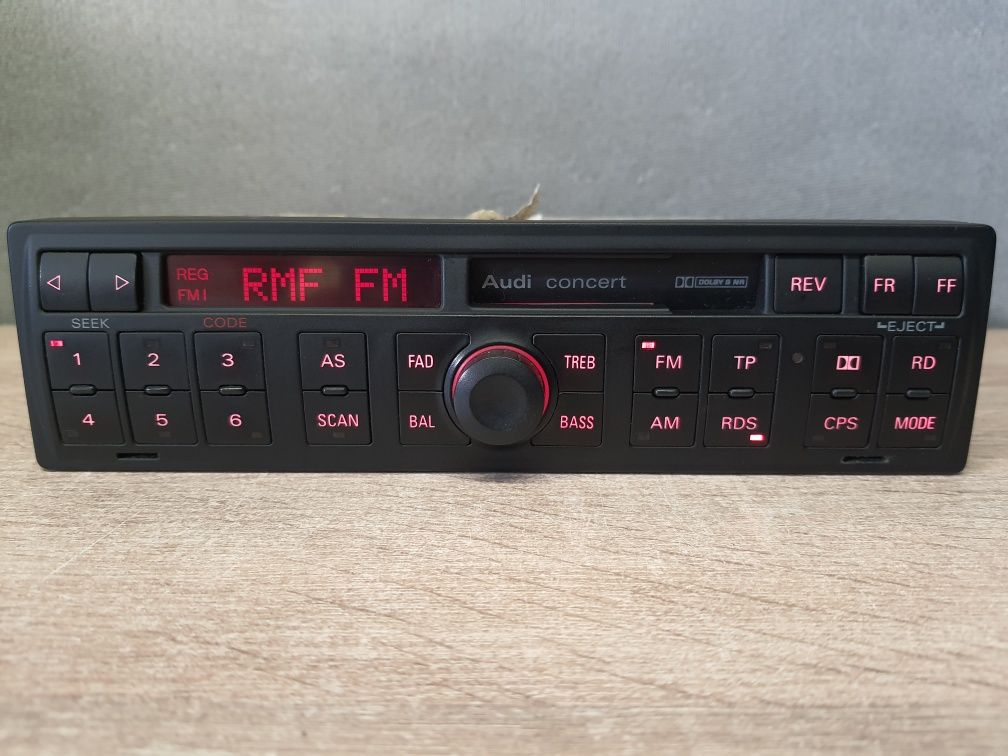 REG
FM I
RMF FM
Audi concert
DOLBY B NR
REV
FR
FF
SEEK
CODE
EJECT
1
2
3
AS
FAD
TREB
FM
TP
RD
4
5
6
SCAN
BAL
BASS
AM
RDS
CPS
MODE